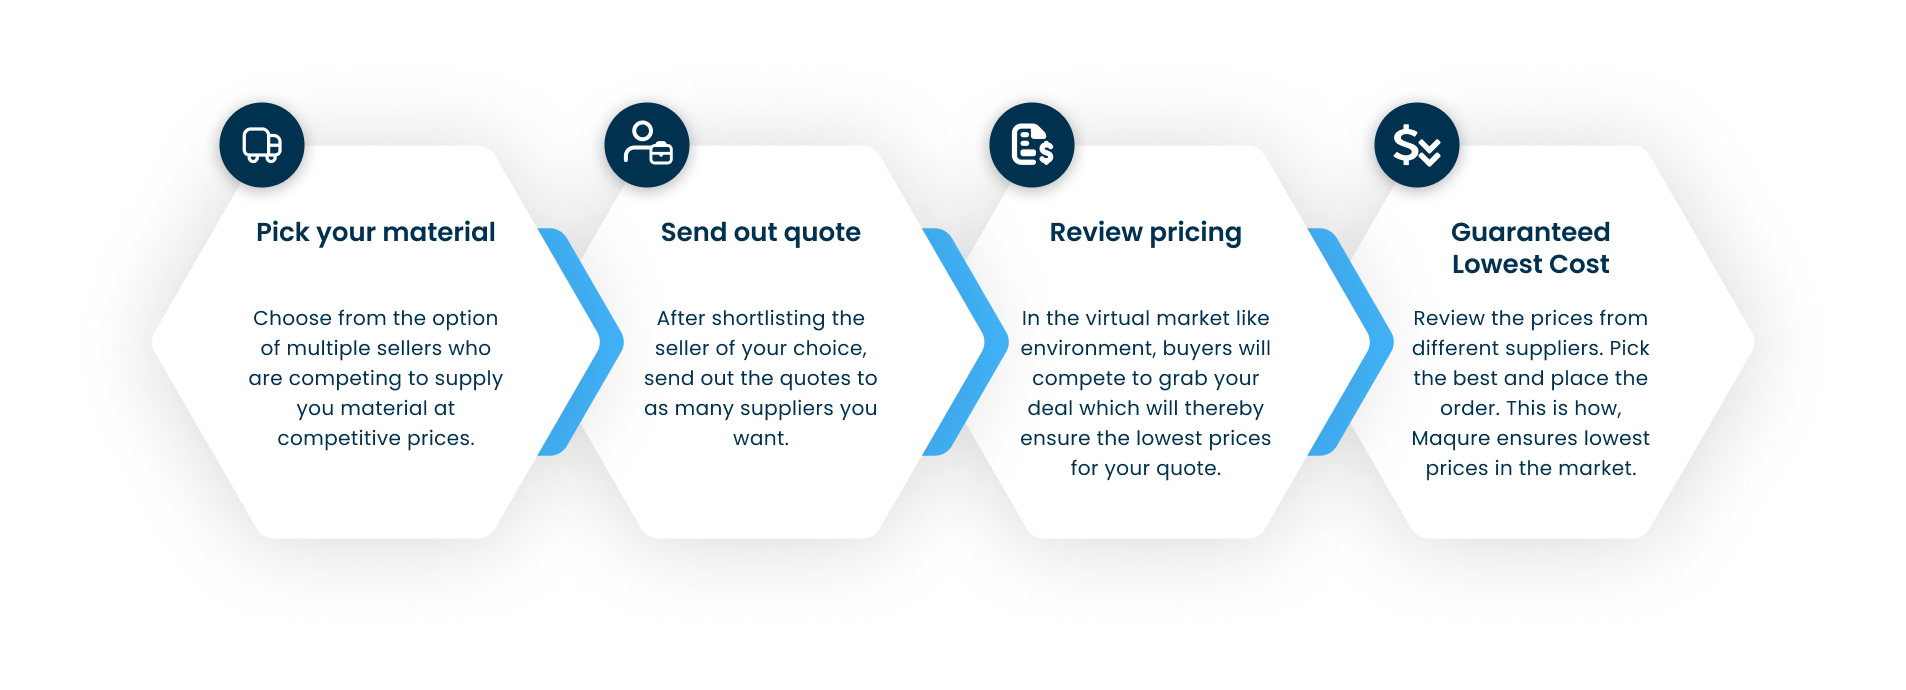 Pick your material
Choose from the option
of multiple sellers who
are competing to supply
you material at
competitive prices.
Send out quote
After shortlisting the
seller of your choice,
send out the quotes to
as many suppliers you
want.
Review pricing
In the virtual market like
environment, buyers will
compete to grab your
deal which will thereby
ensure the lowest prices
for your quote.
Guaranteed
Lowest Cost
Review the prices from
different suppliers. Pick
the best and place the
order. This is how,
Maqure ensures lowest
prices in the market.